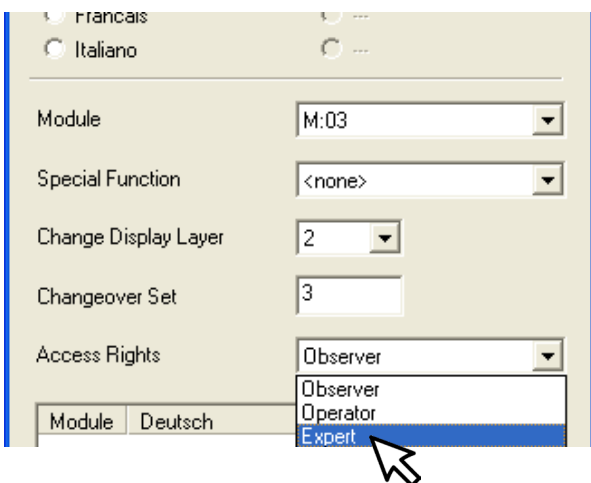 Francais ---
Italiano ---
Module M:03
Special Function <none>
Change Display Layer 2
Changeover Set 3
Access Rights Observer
Observer
Operator
Module Deutsch
Expert